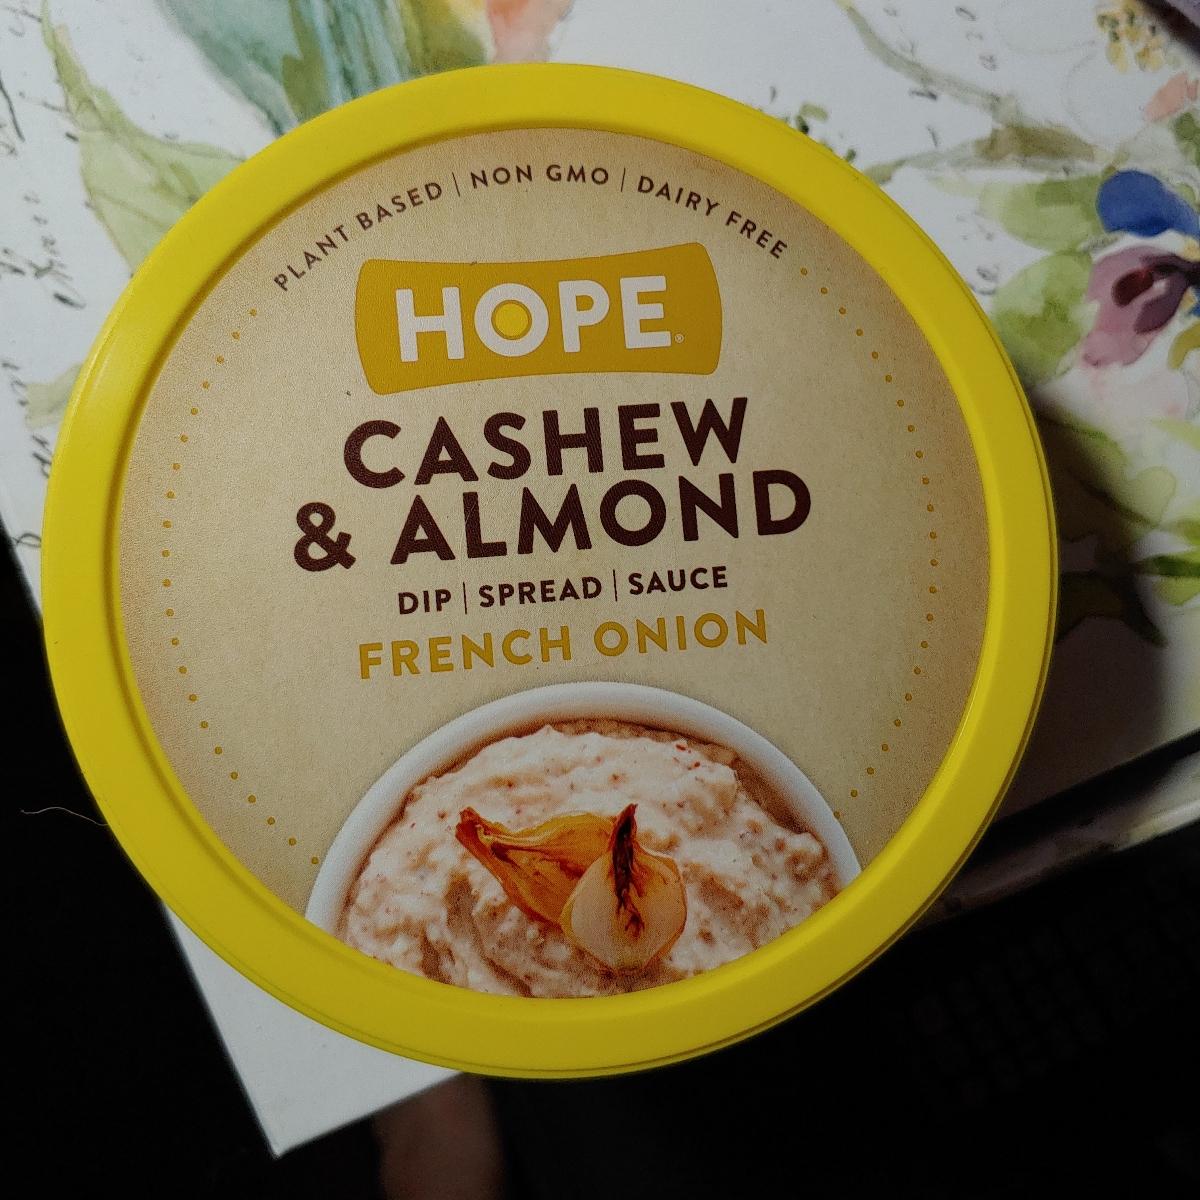 PLANT BASED | NON GMO | DAIRY FREE
HOPE®
CASHEW
& ALMOND
DIP | SPREAD | SAUCE
FRENCH ONION